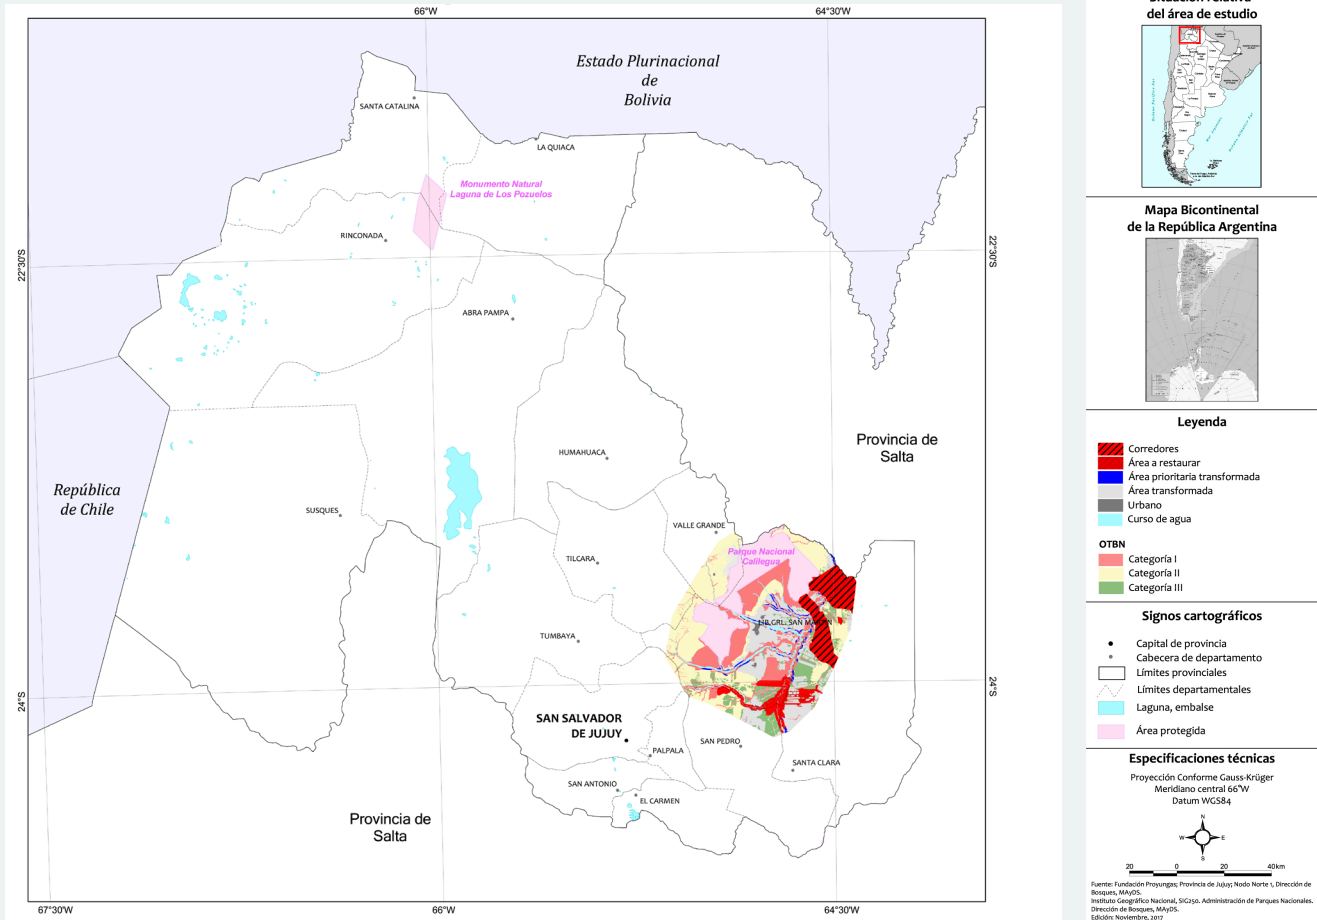 66°W
64°30'W
Estado Plurinacional
de
Bolivia
SANTA CATALINA
LA QUIACA
Monumento Natural
Laguna de Los Pozuelos
RINCONADA
22°30'S
22°30'S
ABRA PAMPA
Provincia de
Salta
HUMAHUACA
República
de Chile
SUSQUES
VALLE GRANDE
Parque Nacional
Calilegua
TILCARA
LIB.GRL. SAN MARTIN
TUMBAYA
24°S
24°S
SAN SALVADOR
DE JUJUY
SAN PEDRO
PALPALA
SANTA CLARA
SAN ANTONIO
EL CARMEN
Provincia de
Salta
67°30'W
66°W
64°30'W
Situación relativa
del área de estudio
Mapa Bicontinental
de la República Argentina
Leyenda
Corredores
Área a restaurar
Área prioritaria transformada
Área transformada
Urbano
Curso de agua
OTBN
Categoría I
Categoría II
Categoría III
Signos cartográficos
Capital de provincia
Cabecera de departamento
Límites provinciales
Límites departamentales
Laguna, embalse
Área protegida
Especificaciones técnicas
Proyección Conforme Gauss-Krüger
Meridiano central 66°W
Datum WGS84
N
W
E
S
20 0 20 40km
Fuente: Fundación Proyungas; Provincia de Jujuy; Nodo Norte 1, Dirección de
Bosques, MAyDS.
Instituto Geográfico Nacional, SIG250. Administración de Parques Nacionales.
Dirección de Bosques, MAyDS.
Edición: Noviembre, 2017